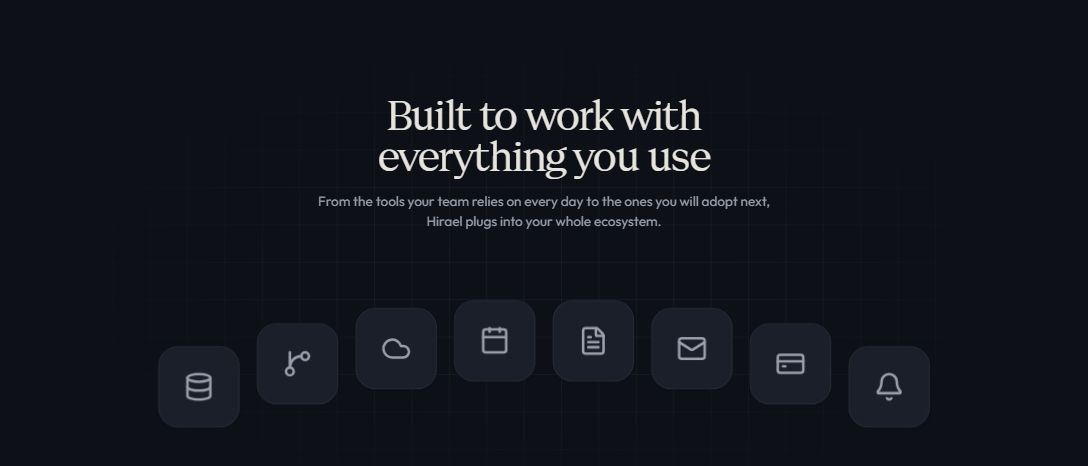 Built to work with
everything you use
From the tools your team relies on every day to the ones you will adopt next,
Hirael plugs into your whole ecosystem.